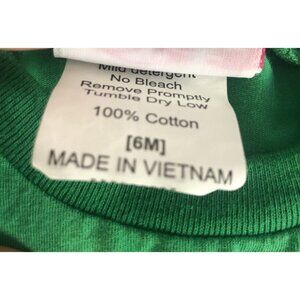 Mild detergent
No Bleach
Remove Promptly
Tumble Dry Low
100% Cotton
[6M]
MADE IN VIETNAM